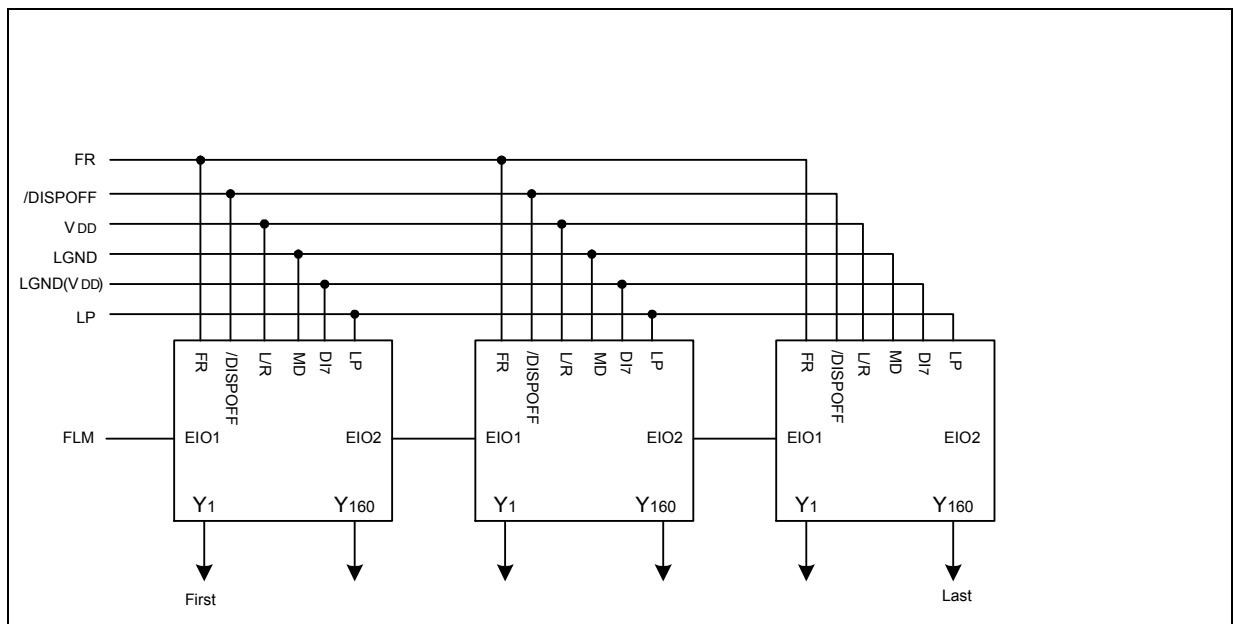 FR
/DISPOFF
VDD
LGND
LGND(VDD)
LP
FR /DISPOFF L/R MD DI7 LP
FR /DISPOFF L/R MD DI7 LP
FR /DISPOFF L/R MD DI7 LP
FLM EIO1 EIO2 EIO1 EIO2 EIO1 EIO2
Y1 Y160 Y1 Y160 Y1 Y160
First Last